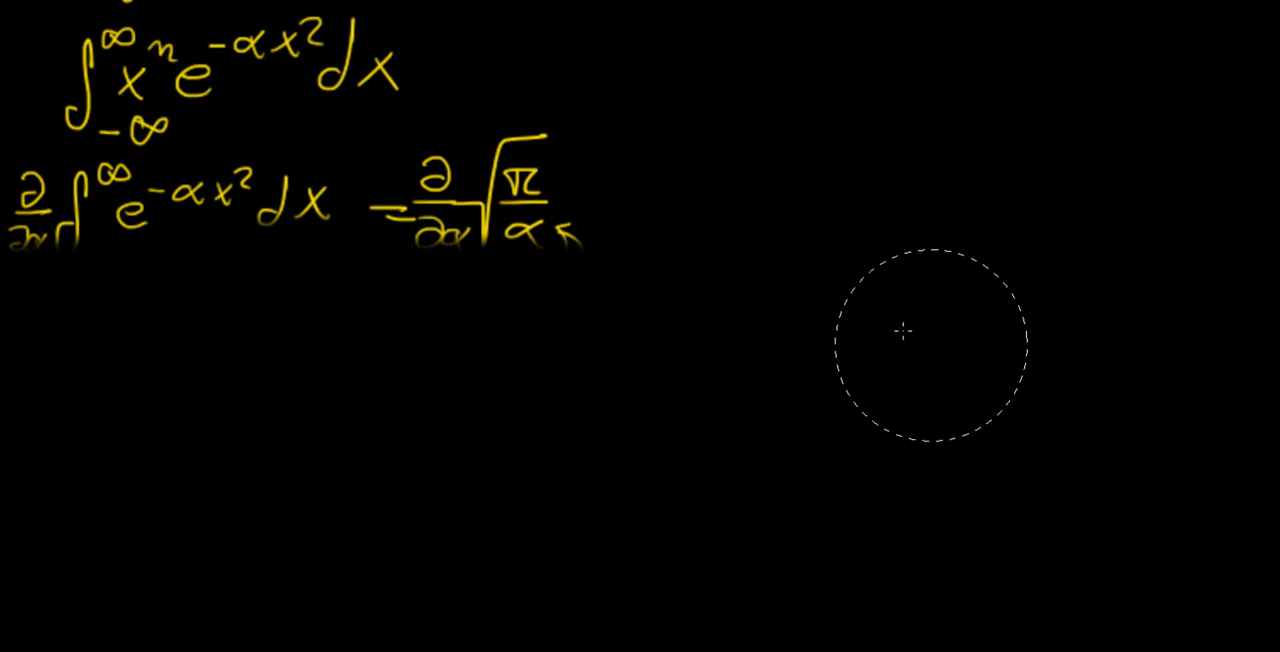 ∫_{-∞}^{∞} x^n e^{-αx²} dx
∂/∂α ∫^{∞} e^{-αx²} dx = ∂/∂α √(π/α)